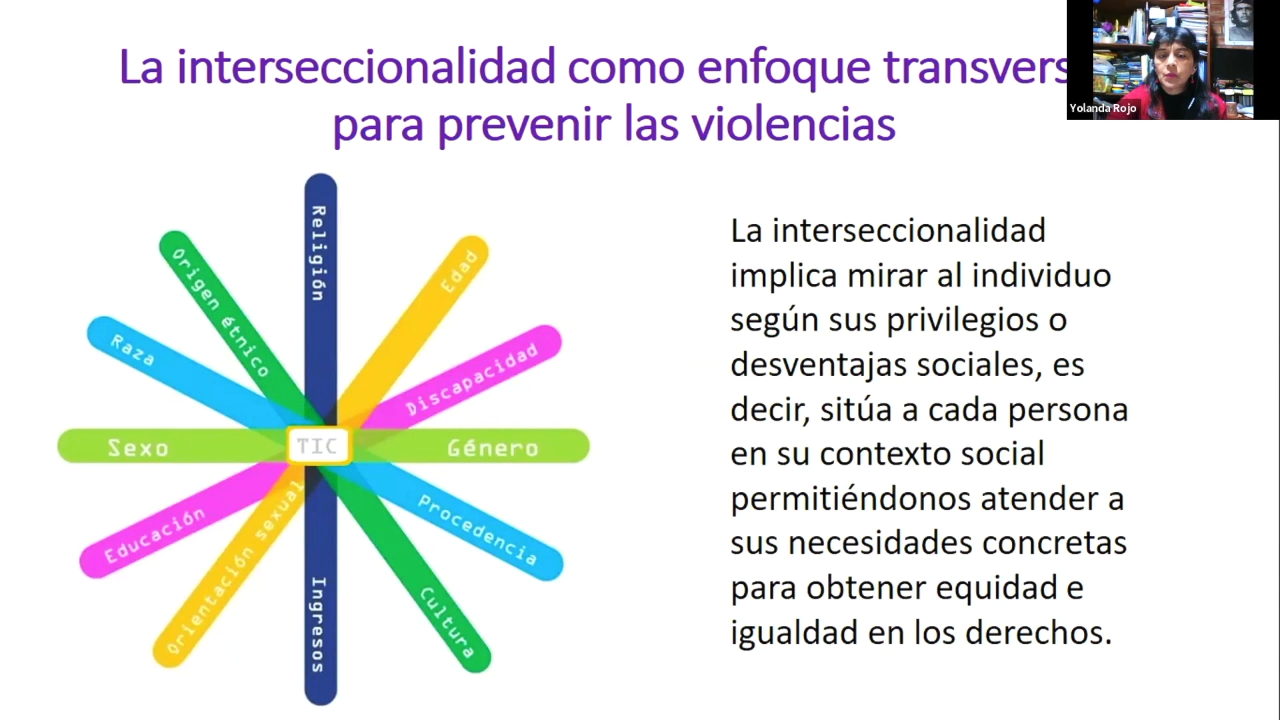 La interseccionalidad como enfoque transvers
para prevenir las violencias
Yolanda Rojo
Religión
Edad
Origen étnico
Discapacidad
Raza
Sexo
TIC
Género
Educación
Procedencia
Orientación sexual
Cultura
Ingresos
La interseccionalidad
implica mirar al individuo
según sus privilegios o
desventajas sociales, es
decir, sitúa a cada persona
en su contexto social
permitiéndonos atender a
sus necesidades concretas
para obtener equidad e
igualdad en los derechos.